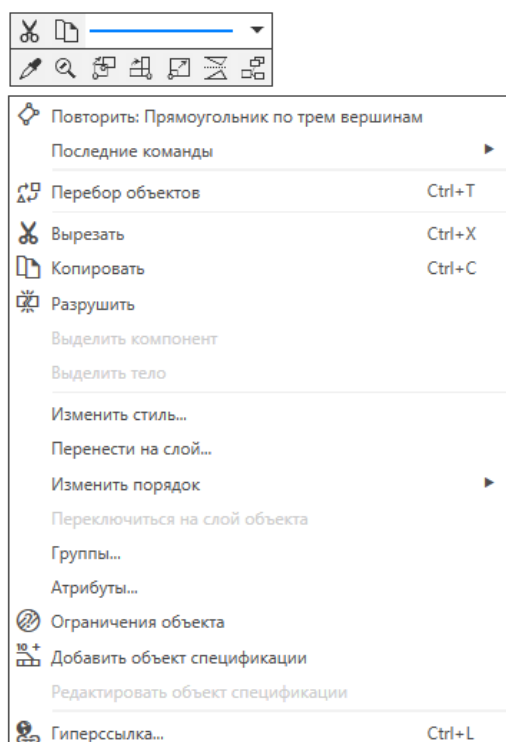 Повторить: Прямоугольник по трем вершинам
Последние команды
Перебор объектов Ctrl+T
Вырезать Ctrl+X
Копировать Ctrl+C
Разрушить
Выделить компонент
Выделить тело
Изменить стиль...
Перенести на слой...
Изменить порядок
Переключиться на слой объекта
Группы...
Атрибуты...
Ограничения объекта
10 + Добавить объект спецификации
Редактировать объект спецификации
Гиперссылка... Ctrl+L